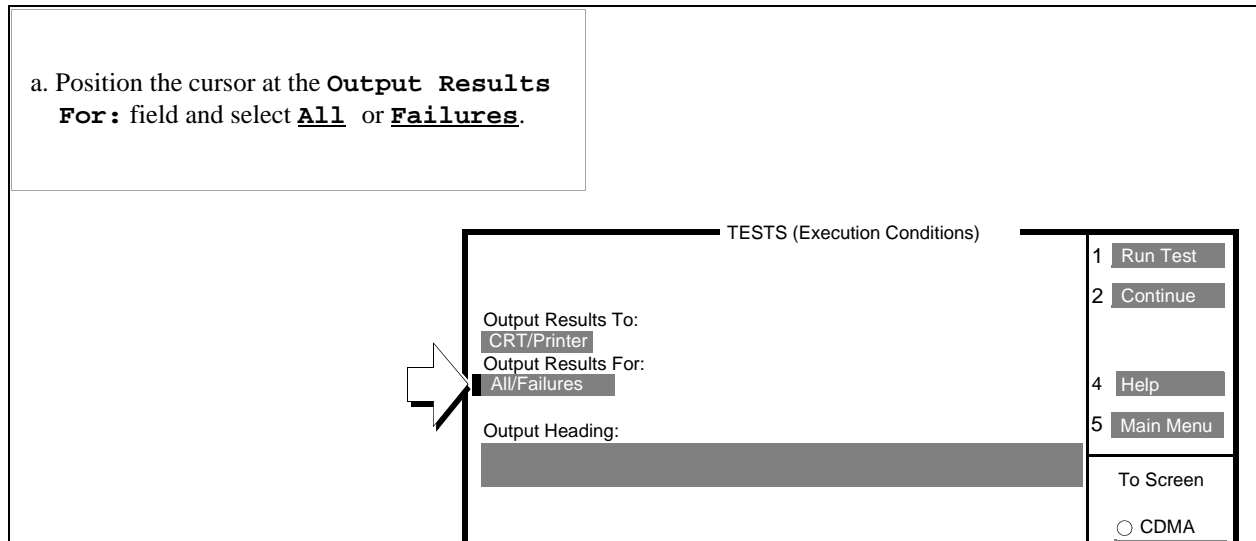 a. Position the cursor at the Output Results
For: field and select All or Failures.
TESTS (Execution Conditions)
1 Run Test
2 Continue
Output Results To:
CRT/Printer
Output Results For:
All/Failures
4 Help
5 Main Menu
Output Heading:
To Screen
CDMA